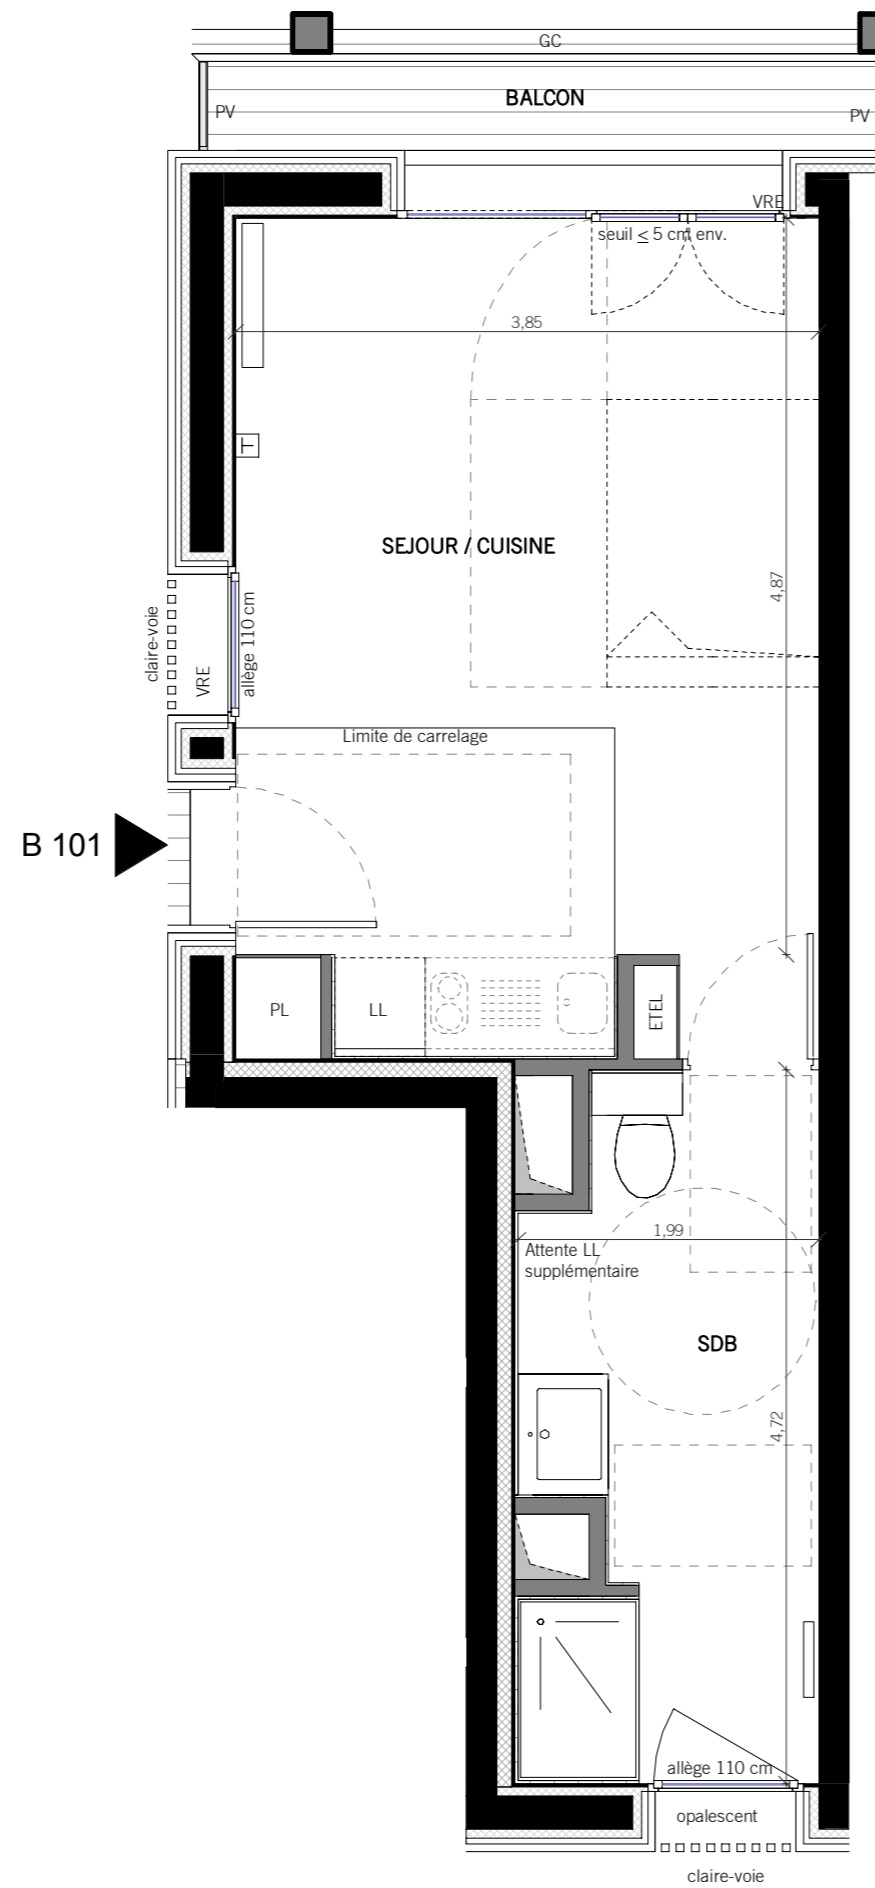 GC
BALCON
PV
PV
VRE
seuil ≤ 5 cm env.
3,85
T
SEJOUR / CUISINE
4,87
claire-voie
VRE
allège 110 cm
Limite de carrelage
B 101
PL
LL
ETEL
1,99
Attente LL
supplémentaire
SDB
4,72
allège 110 cm
opalescent
claire-voie